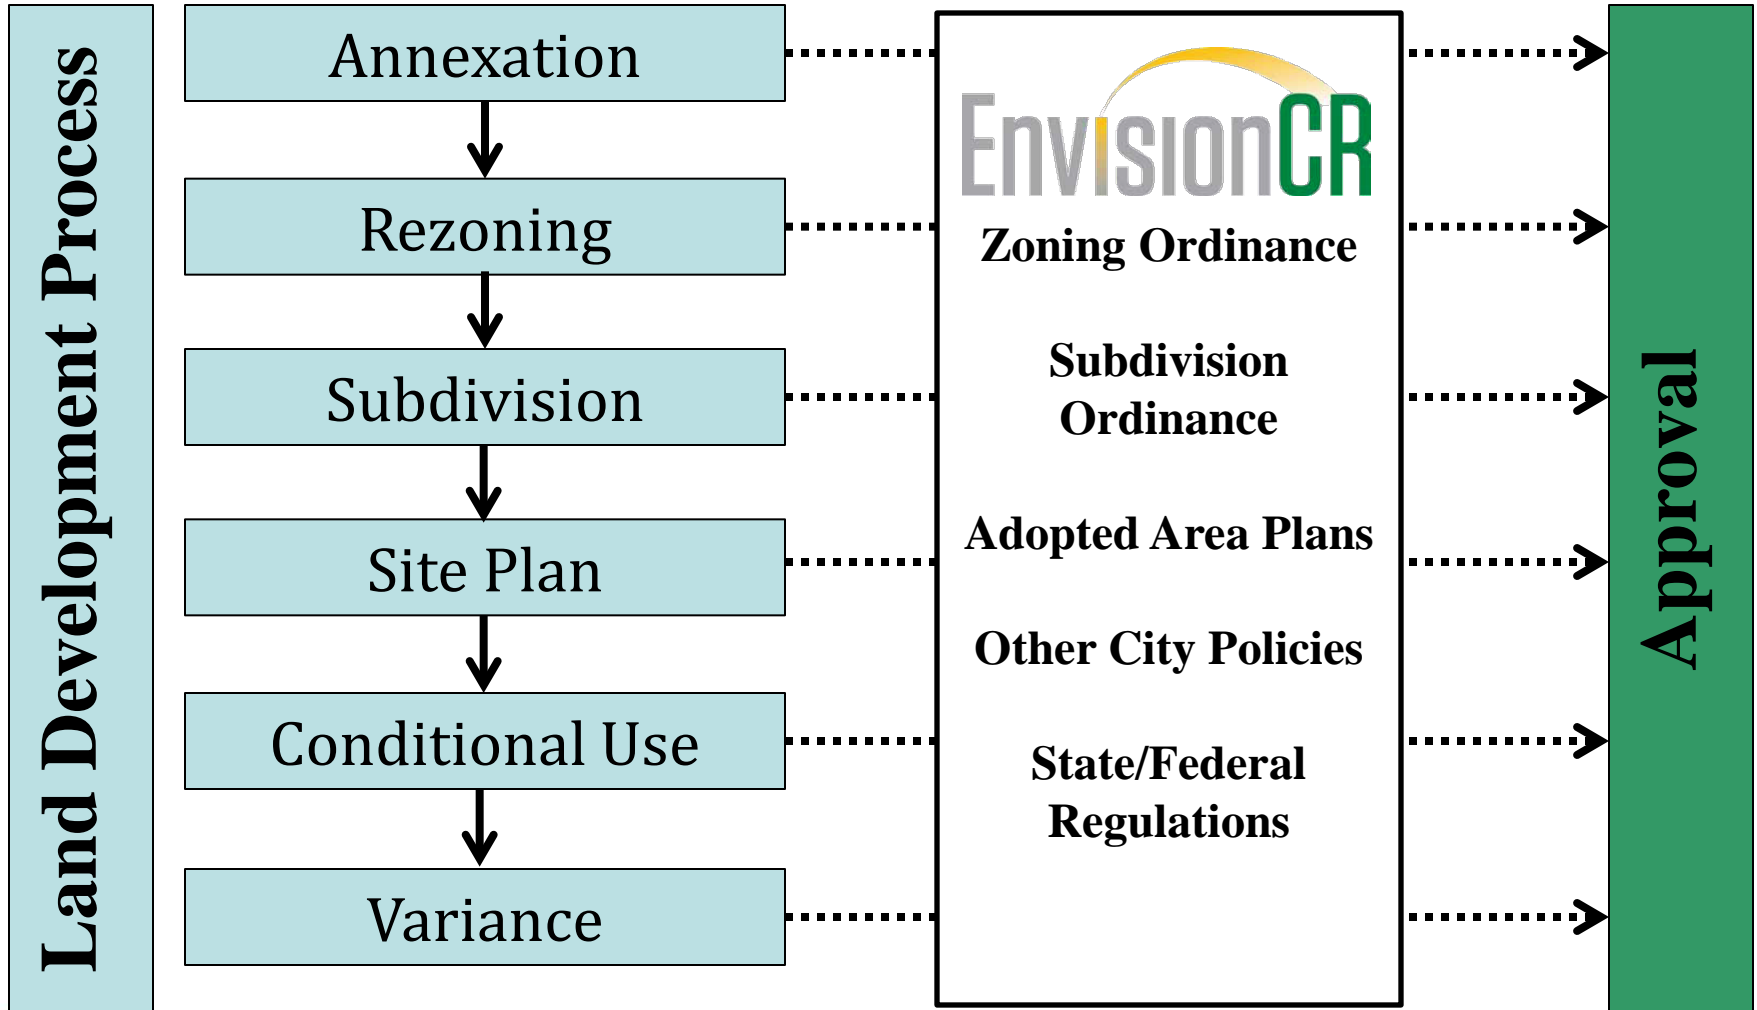 Land Development Process
Annexation
Rezoning
Subdivision
Site Plan
Conditional Use
Variance
EnvisionCR
Zoning Ordinance
Subdivision
Ordinance
Adopted Area Plans
Other City Policies
State/Federal
Regulations
Approval